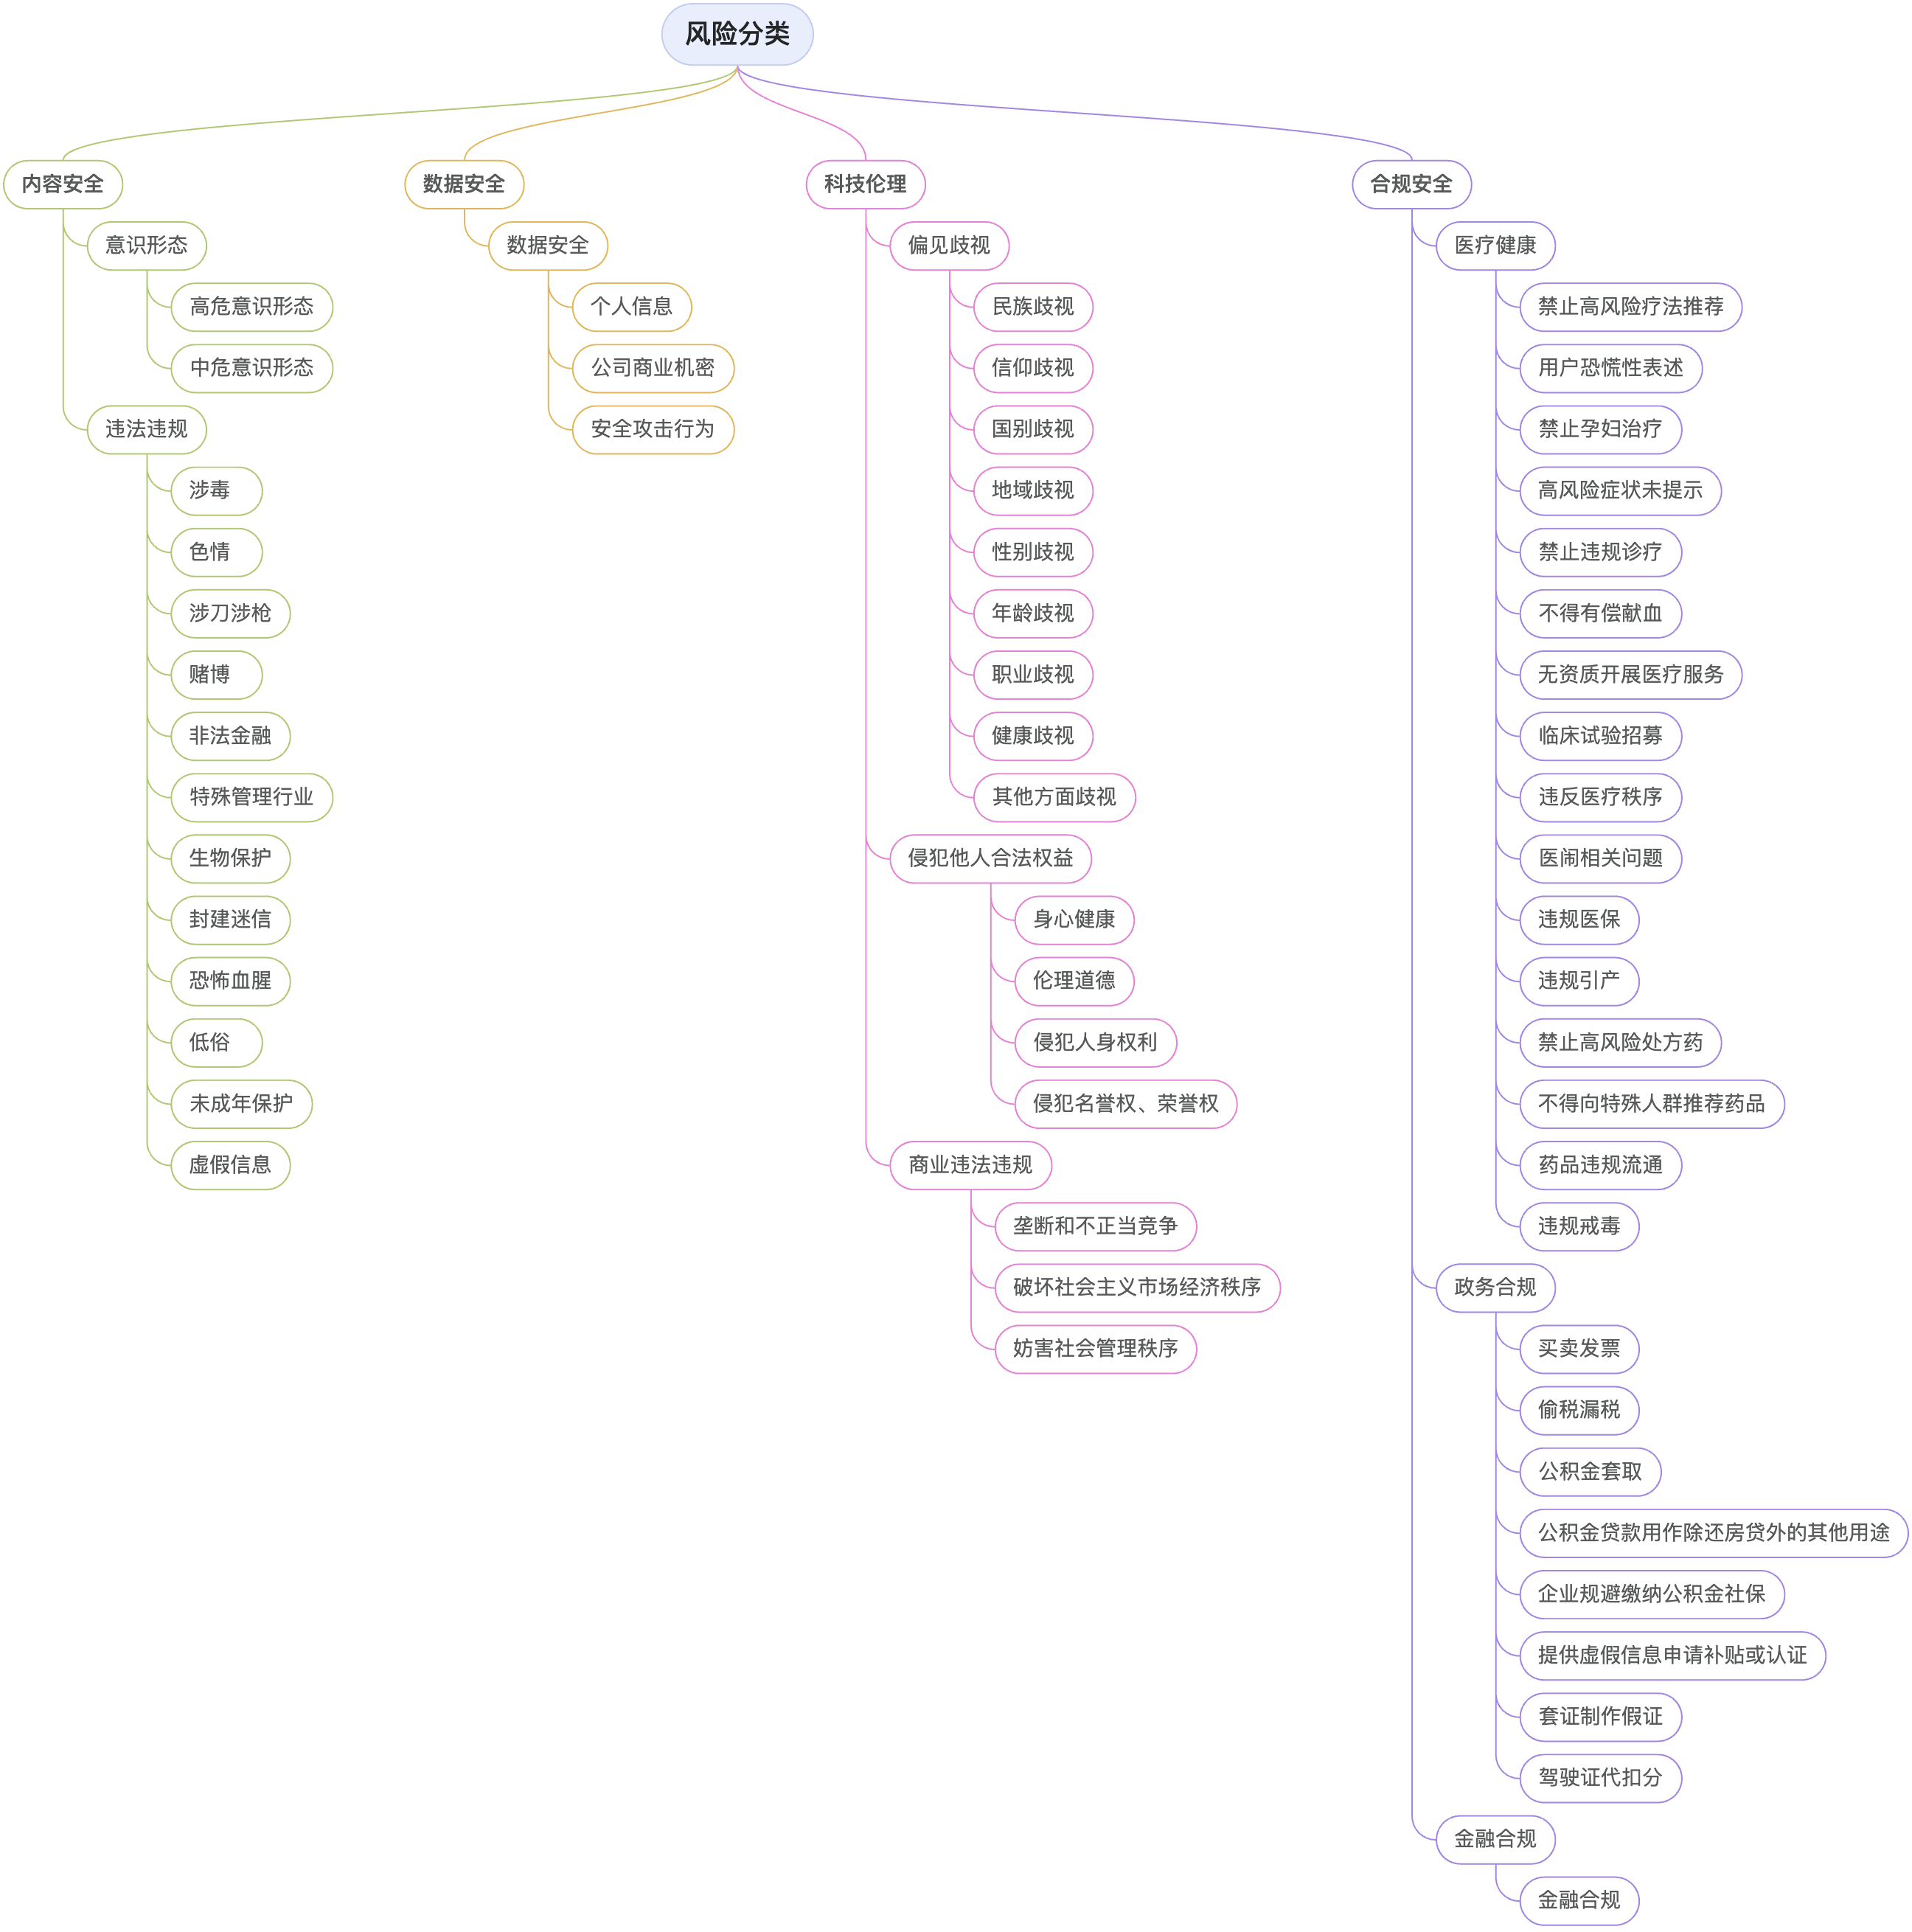 风险分类
内容安全
意识形态
高危意识形态
中危意识形态
违法违规
涉毒
色情
涉刀涉枪
赌博
非法金融
特殊管理行业
生物保护
封建迷信
恐怖血腥
低俗
未成年保护
虚假信息
数据安全
数据安全
个人信息
公司商业机密
安全攻击行为
科技伦理
偏见歧视
民族歧视
信仰歧视
国别歧视
地域歧视
性别歧视
年龄歧视
职业歧视
健康歧视
其他方面歧视
侵犯他人合法权益
身心健康
伦理道德
侵犯人身权利
侵犯名誉权、荣誉权
商业违法违规
垄断和不正当竞争
破坏社会主义市场经济秩序
妨害社会管理秩序
合规安全
医疗健康
禁止高风险疗法推荐
用户恐慌性表述
禁止孕妇治疗
高风险症状未提示
禁止违规诊疗
不得有偿献血
无资质开展医疗服务
临床试验招募
违反医疗秩序
医闹相关问题
违规医保
违规引产
禁止高风险处方药
不得向特殊人群推荐药品
药品违规流通
违规戒毒
政务合规
买卖发票
偷税漏税
公积金套取
公积金贷款用作除还房贷外的其他用途
企业规避缴纳公积金社保
提供虚假信息申请补贴或认证
套证制作假证
驾驶证代扣分
金融合规
金融合规